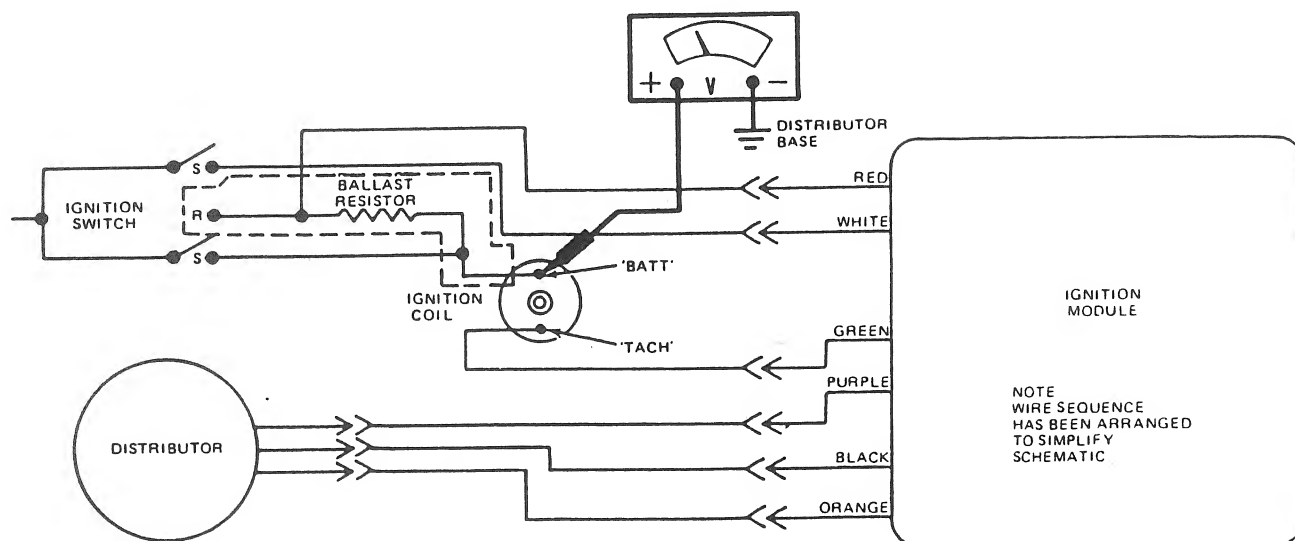 + V −
DISTRIBUTOR
BASE
S
IGNITION
SWITCH
R
BALLAST
RESISTOR
S
RED
WHITE
'BATT'
IGNITION
COIL
'TACH'
IGNITION
MODULE
GREEN
PURPLE
DISTRIBUTOR
BLACK
ORANGE
NOTE
WIRE SEQUENCE
HAS BEEN ARRANGED
TO SIMPLIFY
SCHEMATIC